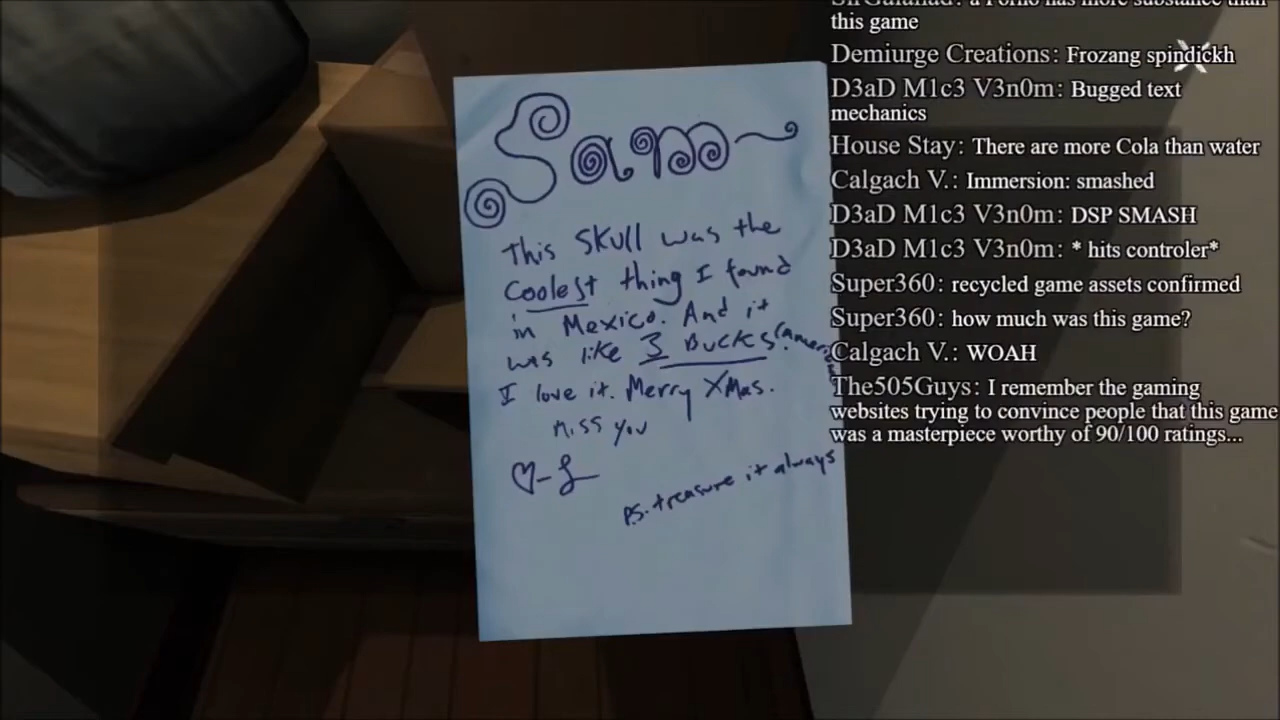 Sam
This SKULL was the
coolest thing I found
in Mexico. And it
was like 3 BUCKS!
I love it. Merry XMas.
miss you
♡-L
P.S. treasure it always
this game
Demiurge Creations: Frozang spindickh
D3aD M1c3 V3n0m: Bugged text
mechanics
House Stay: There are more Cola than water
Calgach V.: Immersion: smashed
D3aD M1c3 V3n0m: DSP SMASH
D3aD M1c3 V3n0m: * hits controler*
Super360: recycled game assets confirmed
Super360: how much was this game?
Calgach V.: WOAH
The505Guys: I remember the gaming
websites trying to convince people that this game
was a masterpiece worthy of 90/100 ratings...